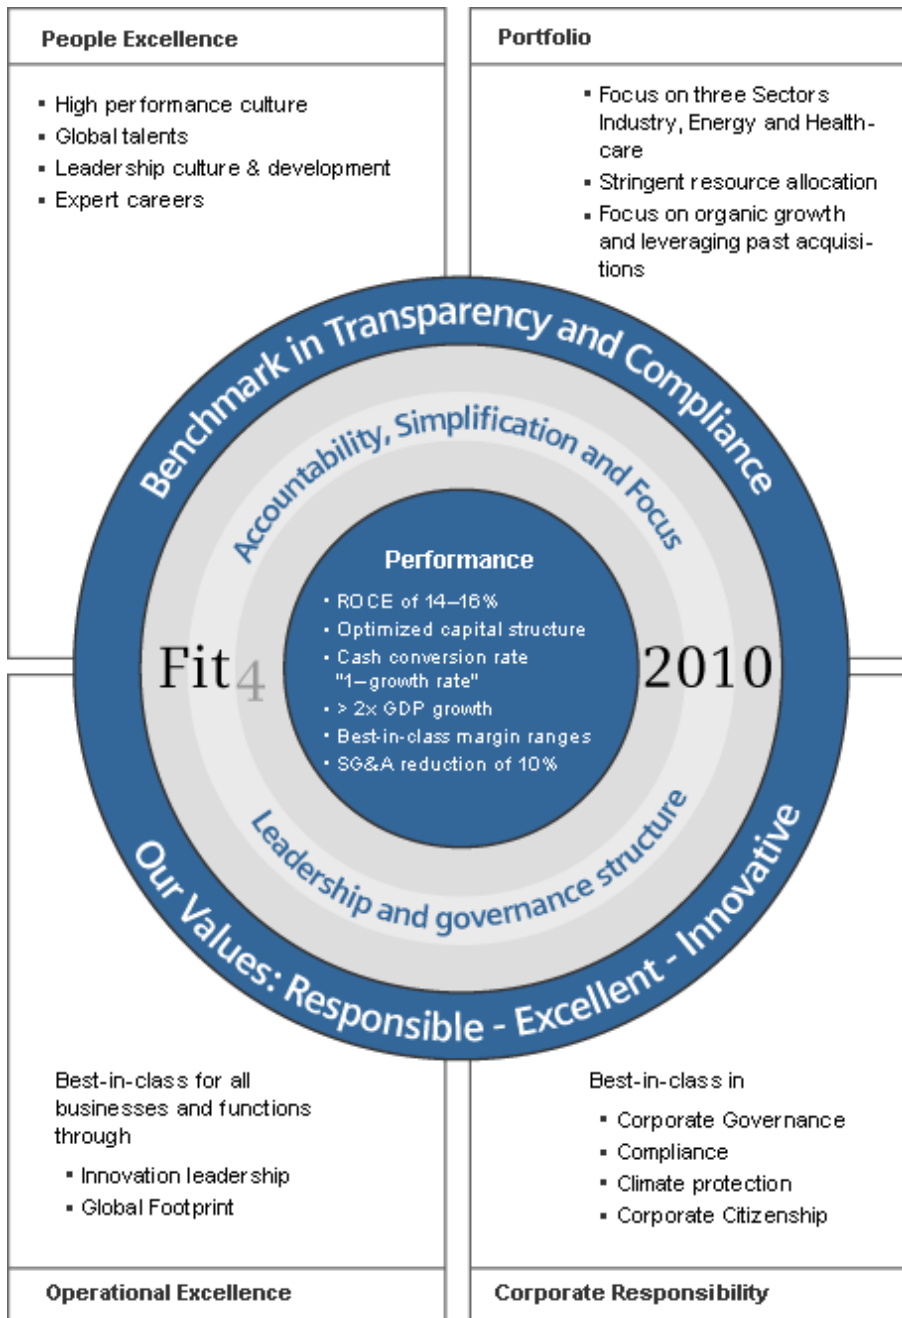 People Excellence
▪ High performance culture
▪ Global talents
▪ Leadership culture & development
▪ Expert careers
Portfolio
▪ Focus on three Sectors
Industry, Energy and Health-
care
▪ Stringent resource allocation
▪ Focus on organic growth
and leveraging past acquisi-
tions
Benchmark in Transparency and Compliance
Accountability, Simplification and Focus
Performance
• ROCE of 14–16%
• Optimized capital structure
• Cash conversion rate
"1–growth rate"
• > 2x GDP growth
• Best-in-class margin ranges
• SG&A reduction of 10%
Fit4 2010
Leadership and governance structure
Our Values: Responsible - Excellent - Innovative
Best-in-class for all
businesses and functions
through
▪ Innovation leadership
▪ Global Footprint
Operational Excellence
Best-in-class in
▪ Corporate Governance
▪ Compliance
▪ Climate protection
▪ Corporate Citizenship
Corporate Responsibility